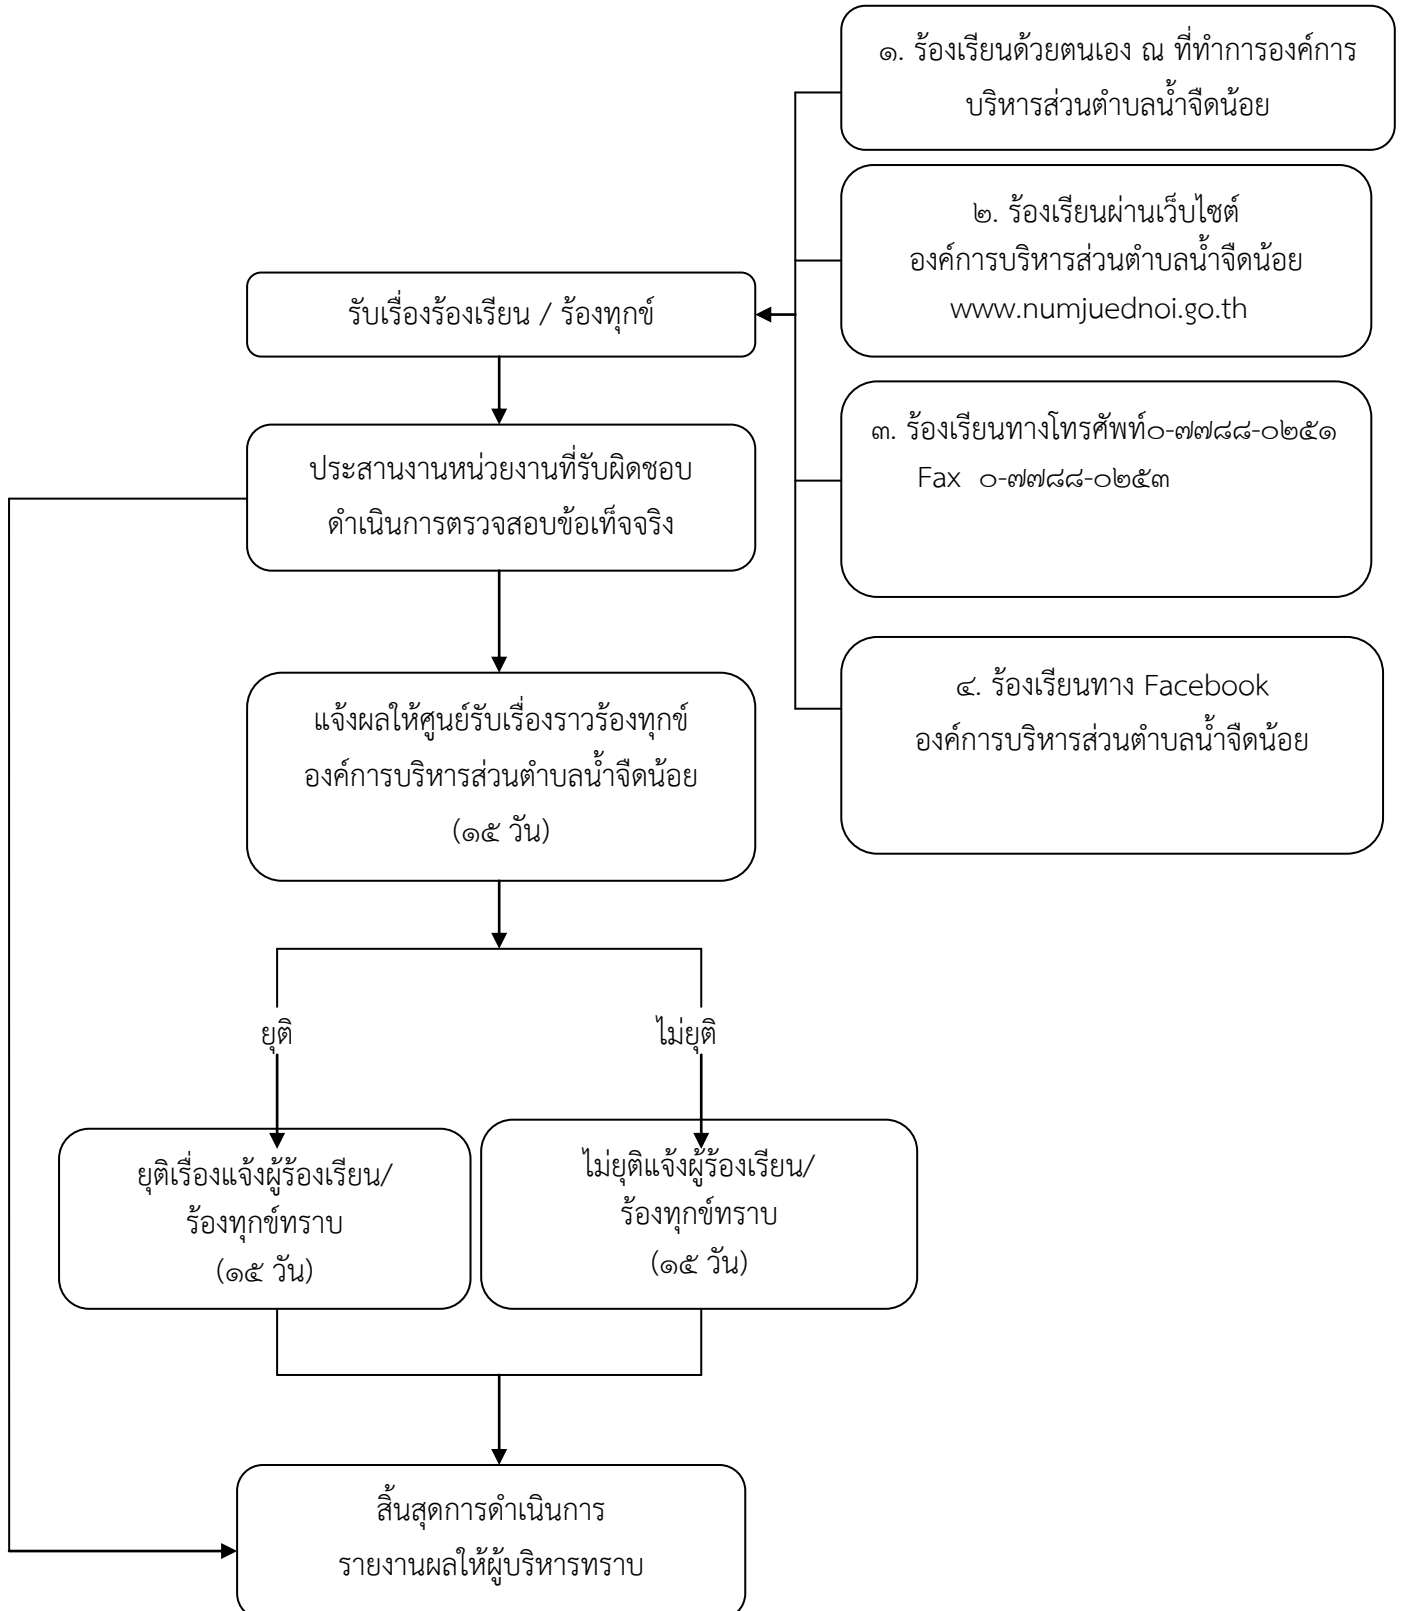 ๑. ร้องเรียนด้วยตนเอง ณ ที่ทำการองค์การ
บริหารส่วนตำบลน้ำจืดน้อย
๒. ร้องเรียนผ่านเว็บไซต์
องค์การบริหารส่วนตำบลน้ำจืดน้อย
www.numjuednoi.go.th
๓. ร้องเรียนทางโทรศัพท์๐-๗๗๘๘-๐๒๕๑
Fax ๐-๗๗๘๘-๐๒๕๓
๔. ร้องเรียนทาง Facebook
องค์การบริหารส่วนตำบลน้ำจืดน้อย
รับเรื่องร้องเรียน / ร้องทุกข์
ประสานงานหน่วยงานที่รับผิดชอบ
ดำเนินการตรวจสอบข้อเท็จจริง
แจ้งผลให้ศูนย์รับเรื่องราวร้องทุกข์
องค์การบริหารส่วนตำบลน้ำจืดน้อย
(๑๕ วัน)
ยุติ
ไม่ยุติ
ยุติเรื่องแจ้งผู้ร้องเรียน/
ร้องทุกข์ทราบ
(๑๕ วัน)
ไม่ยุติแจ้งผู้ร้องเรียน/
ร้องทุกข์ทราบ
(๑๕ วัน)
สิ้นสุดการดำเนินการ
รายงานผลให้ผู้บริหารทราบ